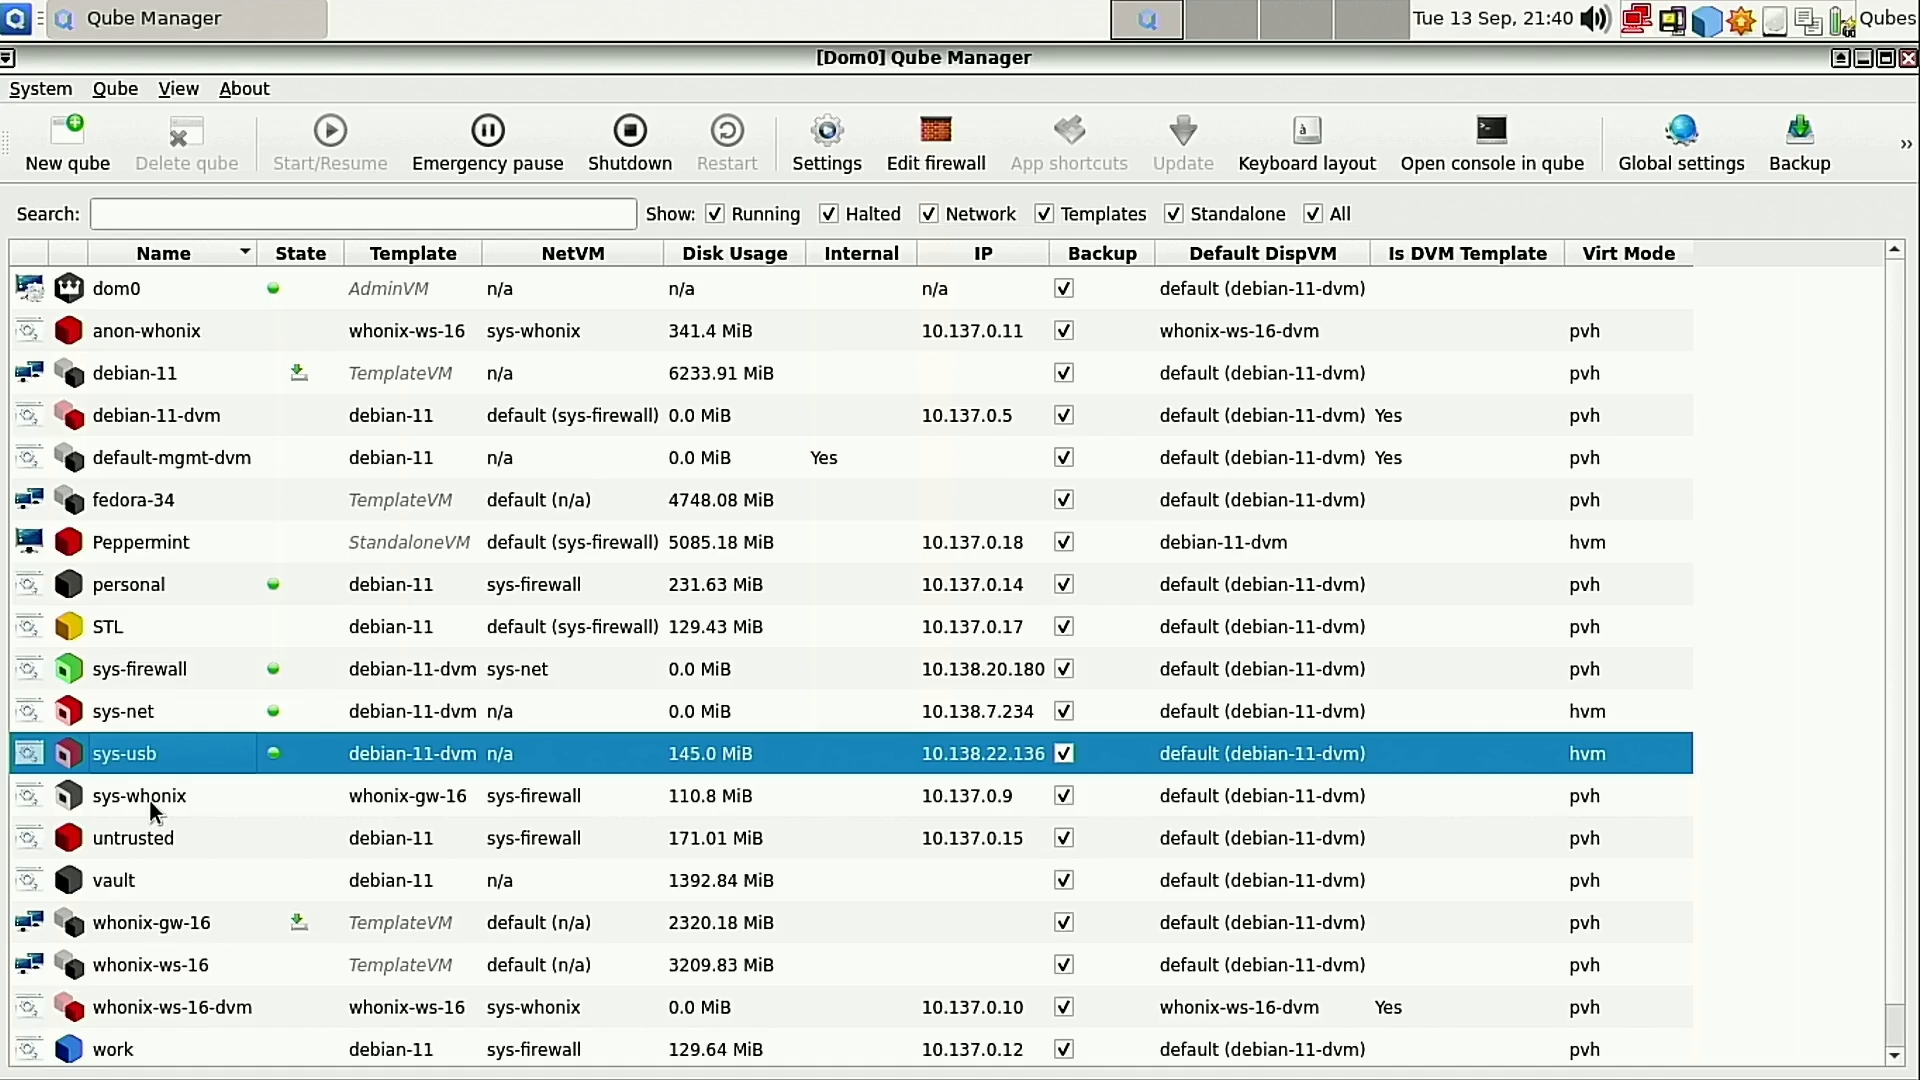 Qube Manager Tue 13 Sep, 21:40 Qubes
[Dom0] Qube Manager
System Qube View About
New qube Delete qube Start/Resume Emergency pause Shutdown Restart Settings Edit firewall App shortcuts Update Keyboard layout Open console in qube Global settings Backup »
Search: Show: Running Halted Network Templates Standalone All
Name State Template NetVM Disk Usage Internal IP Backup Default DispVM Is DVM Template Virt Mode
dom0 AdminVM n/a n/a n/a default (debian-11-dvm)
anon-whonix whonix-ws-16 sys-whonix 341.4 MiB 10.137.0.11 whonix-ws-16-dvm pvh
debian-11 TemplateVM n/a 6233.91 MiB default (debian-11-dvm) pvh
debian-11-dvm debian-11 default (sys-firewall) 0.0 MiB 10.137.0.5 default (debian-11-dvm) Yes pvh
default-mgmt-dvm debian-11 n/a 0.0 MiB Yes default (debian-11-dvm) Yes pvh
fedora-34 TemplateVM default (n/a) 4748.08 MiB default (debian-11-dvm) pvh
Peppermint StandaloneVM default (sys-firewall) 5085.18 MiB 10.137.0.18 debian-11-dvm hvm
personal debian-11 sys-firewall 231.63 MiB 10.137.0.14 default (debian-11-dvm) pvh
STL debian-11 default (sys-firewall) 129.43 MiB 10.137.0.17 default (debian-11-dvm) pvh
sys-firewall debian-11-dvm sys-net 0.0 MiB 10.138.20.180 default (debian-11-dvm) pvh
sys-net debian-11-dvm n/a 0.0 MiB 10.138.7.234 default (debian-11-dvm) hvm
sys-usb debian-11-dvm n/a 145.0 MiB 10.138.22.136 default (debian-11-dvm) hvm
sys-whonix whonix-gw-16 sys-firewall 110.8 MiB 10.137.0.9 default (debian-11-dvm) pvh
untrusted debian-11 sys-firewall 171.01 MiB 10.137.0.15 default (debian-11-dvm) pvh
vault debian-11 n/a 1392.84 MiB default (debian-11-dvm) pvh
whonix-gw-16 TemplateVM default (n/a) 2320.18 MiB default (debian-11-dvm) pvh
whonix-ws-16 TemplateVM default (n/a) 3209.83 MiB default (debian-11-dvm) pvh
whonix-ws-16-dvm whonix-ws-16 sys-whonix 0.0 MiB 10.137.0.10 whonix-ws-16-dvm Yes pvh
work debian-11 sys-firewall 129.64 MiB 10.137.0.12 default (debian-11-dvm) pvh